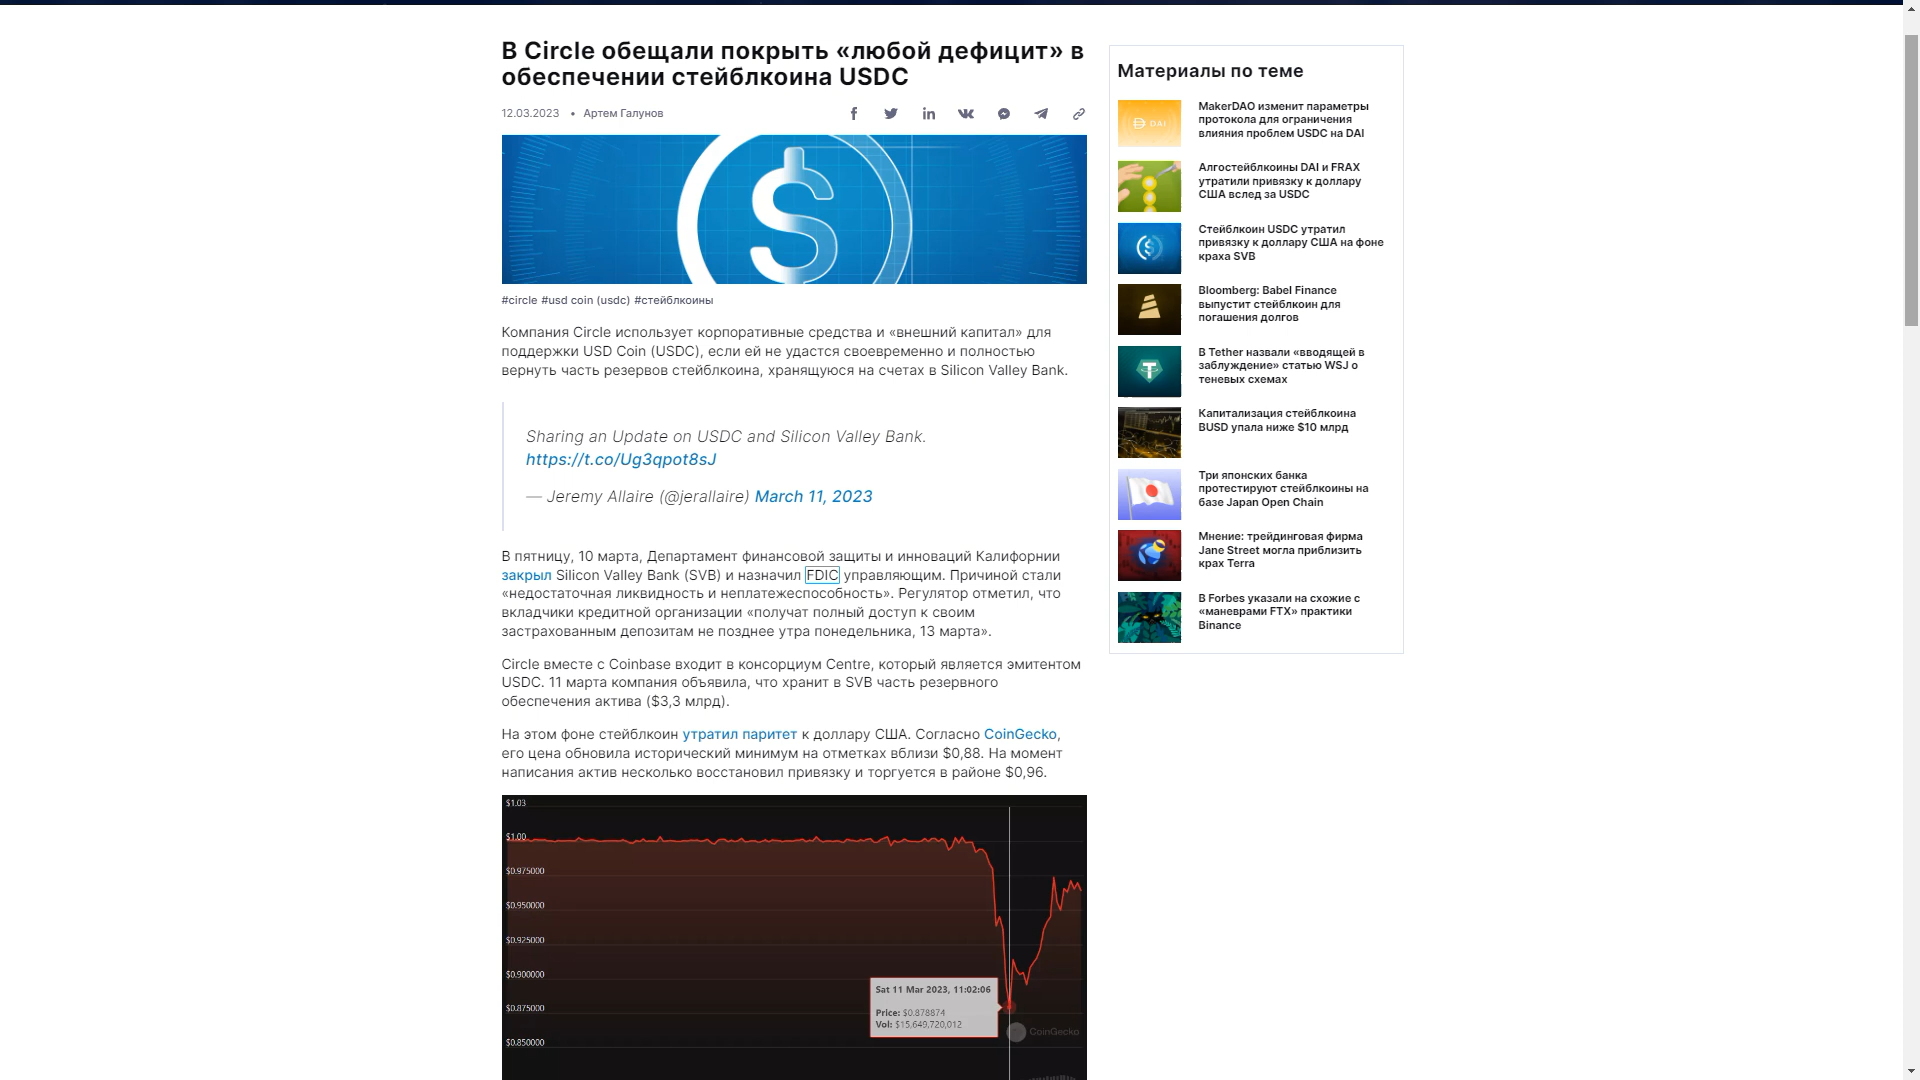 В Circle обещали покрыть «любой дефицит» в
обеспечении стейблкоина USDC
12.03.2023 • Артем Галунов
#circle #usd coin (usdc) #стейблкоины
Компания Circle использует корпоративные средства и «внешний капитал» для
поддержки USD Coin (USDC), если ей не удастся своевременно и полностью
вернуть часть резервов стейблкоина, хранящуюся на счетах в Silicon Valley Bank.
Sharing an Update on USDC and Silicon Valley Bank.
https://t.co/Ug3qpot8sJ
— Jeremy Allaire (@jerallaire) March 11, 2023
В пятницу, 10 марта, Департамент финансовой защиты и инноваций Калифорнии
закрыл Silicon Valley Bank (SVB) и назначил FDIC управляющим. Причиной стали
«недостаточная ликвидность и неплатежеспособность». Регулятор отметил, что
вкладчики кредитной организации «получат полный доступ к своим
застрахованным депозитам не позднее утра понедельника, 13 марта».
Circle вместе с Coinbase входит в консорциум Centre, который является эмитентом
USDC. 11 марта компания объявила, что хранит в SVB часть резервного
обеспечения актива ($3,3 млрд).
На этом фоне стейблкоин утратил паритет к доллару США. Согласно CoinGecko,
его цена обновила исторический минимум на отметках вблизи $0,88. На момент
написания актив несколько восстановил привязку и торгуется в районе $0,96.
$1.03
$1.00
$0.975000
$0.950000
$0.925000
$0.900000
$0.875000
$0.850000
Sat 11 Mar 2023, 11:02:06
Price: $0.878874
Vol: $15,649,720,012
CoinGecko
Материалы по теме
DAI
MakerDAO изменит параметры
протокола для ограничения
влияния проблем USDC на DAI
Алгостейблкоины DAI и FRAX
утратили привязку к доллару
США вслед за USDC
Стейблкоин USDC утратил
привязку к доллару США на фоне
краха SVB
Bloomberg: Babel Finance
выпустит стейблкоин для
погашения долгов
В Tether назвали «вводящей в
заблуждение» статью WSJ о
теневых схемах
Капитализация стейблкоина
BUSD упала ниже $10 млрд
Три японских банка
протестируют стейблкоины на
базе Japan Open Chain
Мнение: трейдинговая фирма
Jane Street могла приблизить
крах Terra
В Forbes указали на схожие с
«маневрами FTX» практики
Binance